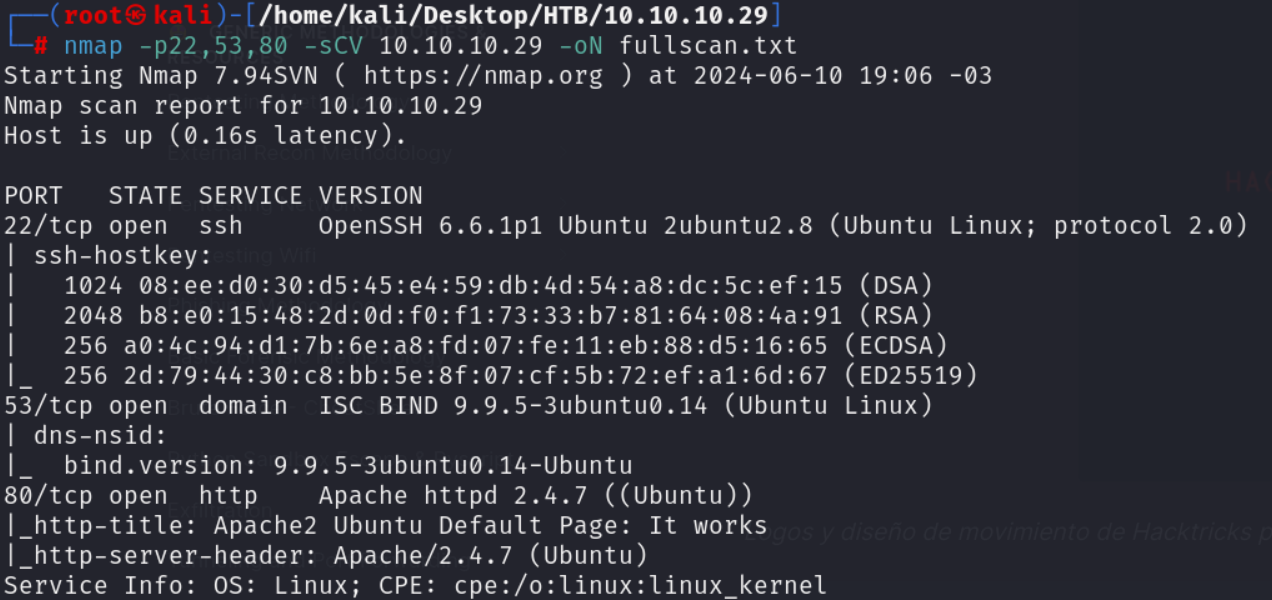 ┌──(root㉿kali)-[/home/kali/Desktop/HTB/10.10.10.29]
└─# nmap -p22,53,80 -sCV 10.10.10.29 -oN fullscan.txt
Starting Nmap 7.94SVN ( https://nmap.org ) at 2024-06-10 19:06 -03
Nmap scan report for 10.10.10.29
Host is up (0.16s latency).
External Recon Methodology
PORT   STATE SERVICE VERSION
22/tcp open  ssh     OpenSSH 6.6.1p1 Ubuntu 2ubuntu2.8 (Ubuntu Linux; protocol 2.0)
| ssh-hostkey:
|   1024 08:ee:d0:30:d5:45:e4:59:db:4d:54:a8:dc:5c:ef:15 (DSA)
|   2048 b8:e0:15:48:2d:0d:f0:f1:73:33:b7:81:64:08:4a:91 (RSA)
|   256 a0:4c:94:d1:7b:6e:a8:fd:07:fe:11:eb:88:d5:16:65 (ECDSA)
|_  256 2d:79:44:30:c8:bb:5e:8f:07:cf:5b:72:ef:a1:6d:67 (ED25519)
53/tcp open  domain  ISC BIND 9.9.5-3ubuntu0.14 (Ubuntu Linux)
| dns-nsid:
|_  bind.version: 9.9.5-3ubuntu0.14-Ubuntu
80/tcp open  http    Apache httpd 2.4.7 ((Ubuntu))
|_http-title: Apache2 Ubuntu Default Page: It works
Logos y diseño de movimiento de Hacktricks
|_http-server-header: Apache/2.4.7 (Ubuntu)
Service Info: OS: Linux; CPE: cpe:/o:linux:linux_kernel